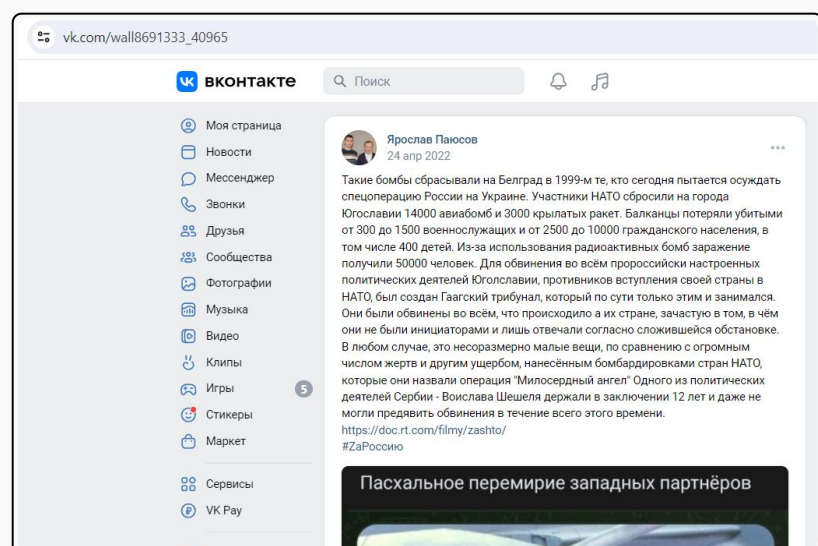 vk.com/wall8691333_40965
вконтакте
Поиск
Моя страница
Новости
Мессенджер
Звонки
Друзья
Сообщества
Фотографии
Музыка
Видео
Клипы
Игры
5
Стикеры
Маркет
Сервисы
VK Pay
Ярослав Паюсов
24 апр 2022
Такие бомбы сбрасывали на Белград в 1999-м те, кто сегодня пытается осуждать
спецоперацию России на Украине. Участники НАТО сбросили на города
Югославии 14000 авиабомб и 3000 крылатых ракет. Балканцы потеряли убитыми
от 300 до 1500 военнослужащих и от 2500 до 10000 гражданского населения, в
том числе 400 детей. Из-за использования радиоактивных бомб заражение
получили 50000 человек. Для обвинения во всём пророссийски настроенных
политических деятелей Юголславии, противников вступления своей страны в
НАТО, был создан Гаагский трибунал, который по сути только этим и занимался.
Они были обвинены во всём, что происходило а их стране, зачастую в том, в чём
они не были инициаторами и лишь отвечали согласно сложившейся обстановке.
В любом случае, это несоразмерно малые вещи, по сравнению с огромным
числом жертв и другим ущербом, нанесённым бомбардировками стран НАТО,
которые они назвали операция "Милосердный ангел" Одного из политических
деятелей Сербии - Воислава Шешеля держали в заключении 12 лет и даже не
могли предявить обвинения в течение всего этого времени.
https://doc.rt.com/filmy/zashto/
#ZаРоссию
Пасхальное перемирие западных партнёров